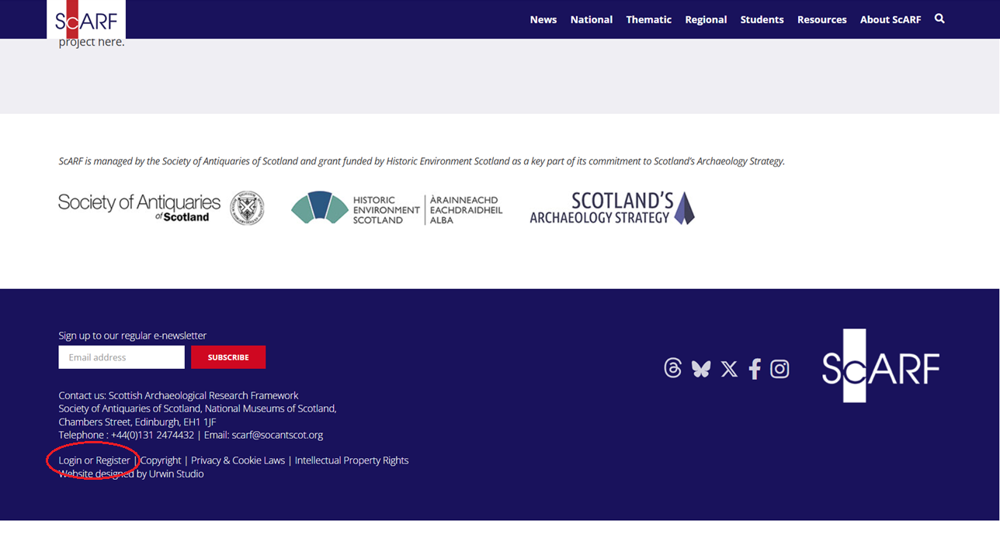 ScARF
News National Thematic Regional Students Resources About ScARF
project here.
ScARF is managed by the Society of Antiquaries of Scotland and grant funded by Historic Environment Scotland as a key part of its commitment to Scotland's Archaeology Strategy.
Society of Antiquaries
of Scotland
HISTORIC
ENVIRONMENT
SCOTLAND
ÀRAINNEACHD
EACHDRAIDHEIL
ALBA
SCOTLAND'S
ARCHAEOLOGY STRATEGY
Sign up to our regular e-newsletter
Email address
SUBSCRIBE
ScARF
Contact us: Scottish Archaeological Research Framework
Society of Antiquaries of Scotland, National Museums of Scotland,
Chambers Street, Edinburgh, EH1 1JF
Telephone : +44(0)131 2474432 | Email: scarf@socantscot.org
Login or Register | Copyright | Privacy & Cookie Laws | Intellectual Property Rights
Website designed by Urwin Studio